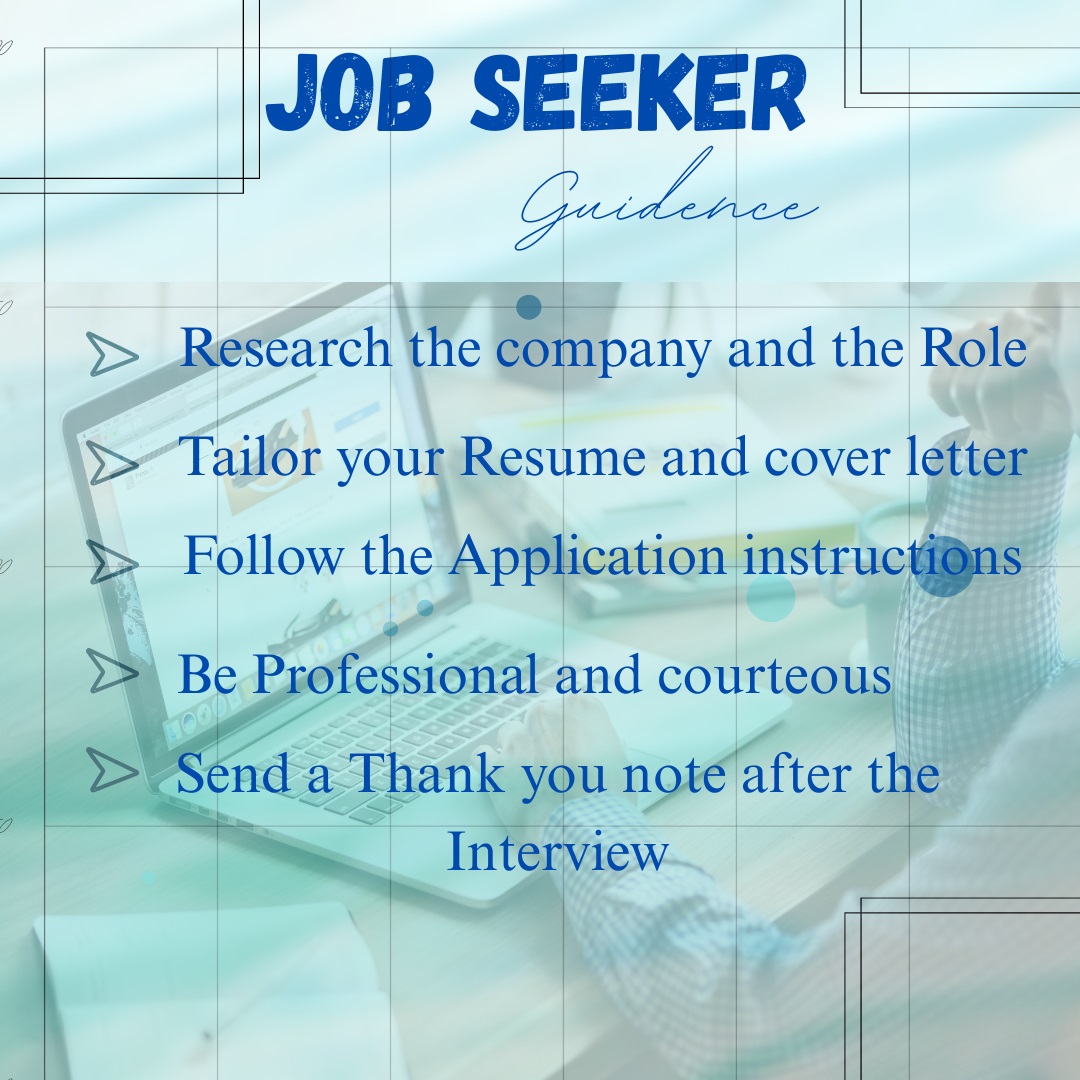 JOB SEEKER
Guidence
Research the company and the Role
Tailor your Resume and cover letter
Follow the Application instructions
Be Professional and courteous
Send a Thank you note after the
Interview